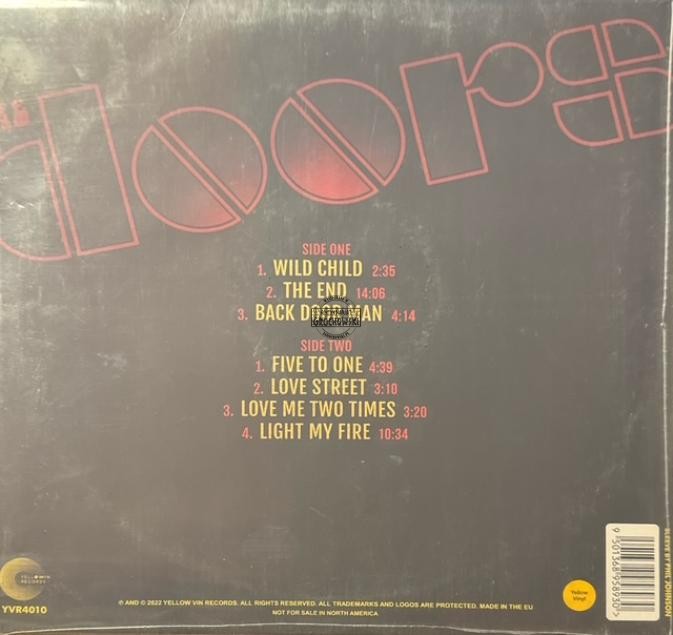 doors
SIDE ONE
1. WILD CHILD 2:35
2. THE END 14:06
3. BACK DOOR MAN 4:14
SIDE TWO
1. FIVE TO ONE 4:39
2. LOVE STREET 3:10
3. LOVE ME TWO TIMES 3:20
4. LIGHT MY FIRE 10:34
YELLOWVIN
RECORDS
YVR4010
℗ AND © 2022 YELLOW VIN RECORDS. ALL RIGHTS RESERVED. ALL TRADEMARKS AND LOGOS ARE PROTECTED. MADE IN THE EU
NOT FOR SALE IN NORTH AMERICA
Yellow
Vinyl
SLEEVE BY PHIL JOHNSON